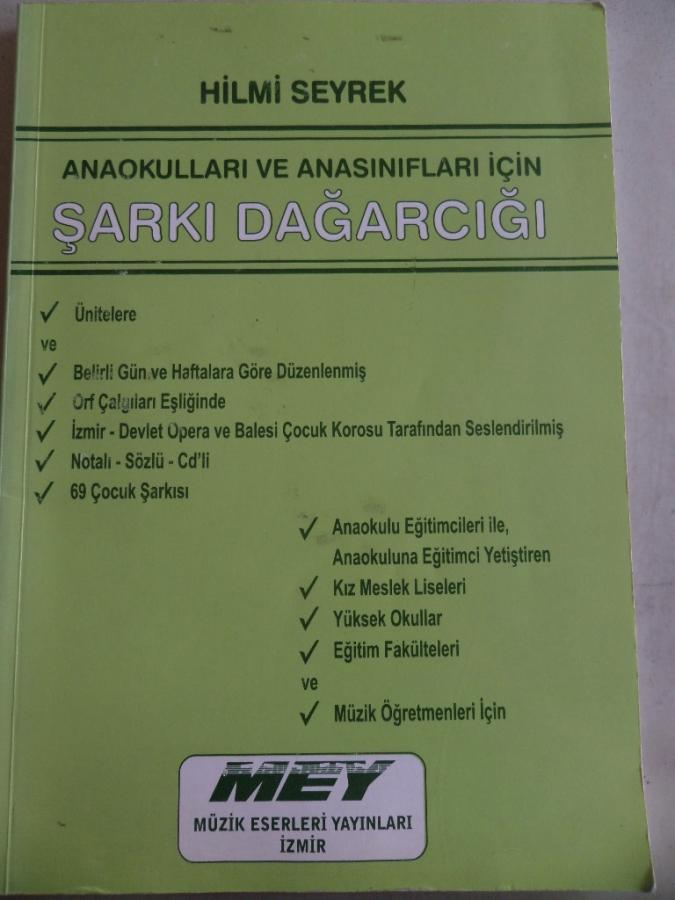 HİLMİ SEYREK
ANAOKULLARI VE ANASINIFLARI İÇİN
ŞARKI DAĞARCIĞI
✓ Ünitelere
ve
✓ Belirli Gün ve Haftalara Göre Düzenlenmiş
✓ Orf Çalgıları Eşliğinde
✓ İzmir - Devlet Opera ve Balesi Çocuk Korosu Tarafından Seslendirilmiş
✓ Notalı - Sözlü - Cd'li
✓ 69 Çocuk Şarkısı
✓ Anaokulu Eğitimcileri ile,
Anaokuluna Eğitimci Yetiştiren
✓ Kız Meslek Liseleri
✓ Yüksek Okullar
✓ Eğitim Fakülteleri
ve
✓ Müzik Öğretmenleri İçin
MEY
MÜZİK ESERLERİ YAYINLARI
İZMİR